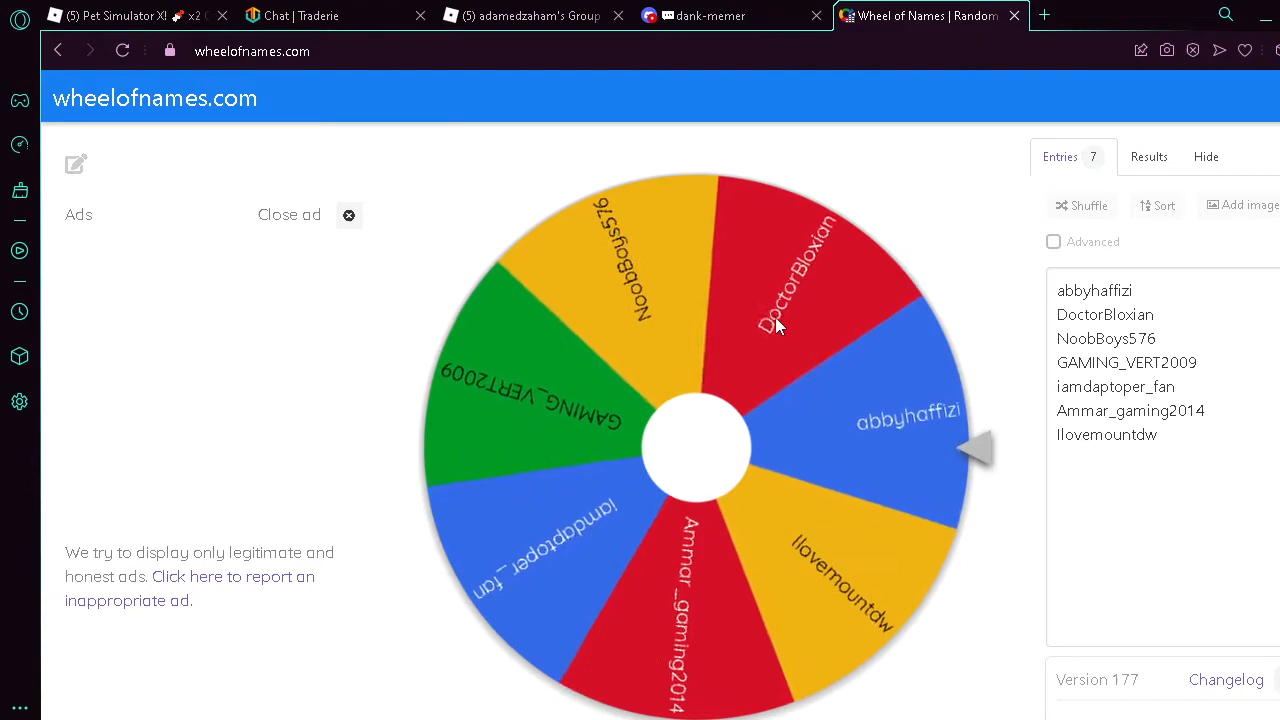 (5) Pet Simulator X! x2
Chat | Traderie
(5) adamedzaham's Group
dank-memer
Wheel of Names | Random
wheelofnames.com
wheelofnames.com
Ads
Close ad
We try to display only legitimate and
honest ads. Click here to report an
inappropriate ad.
NoobBoys576
DoctorBloxian
GAMING_VERT2009
abbyhaffizi
iamdaptoper_fan
Ammar_gaming2014
Ilovemountdw
Entries 7
Results
Hide
Shuffle
Sort
Add image
Advanced
abbyhaffizi
DoctorBloxian
NoobBoys576
GAMING_VERT2009
iamdaptoper_fan
Ammar_gaming2014
Ilovemountdw
Version 177
Changelog